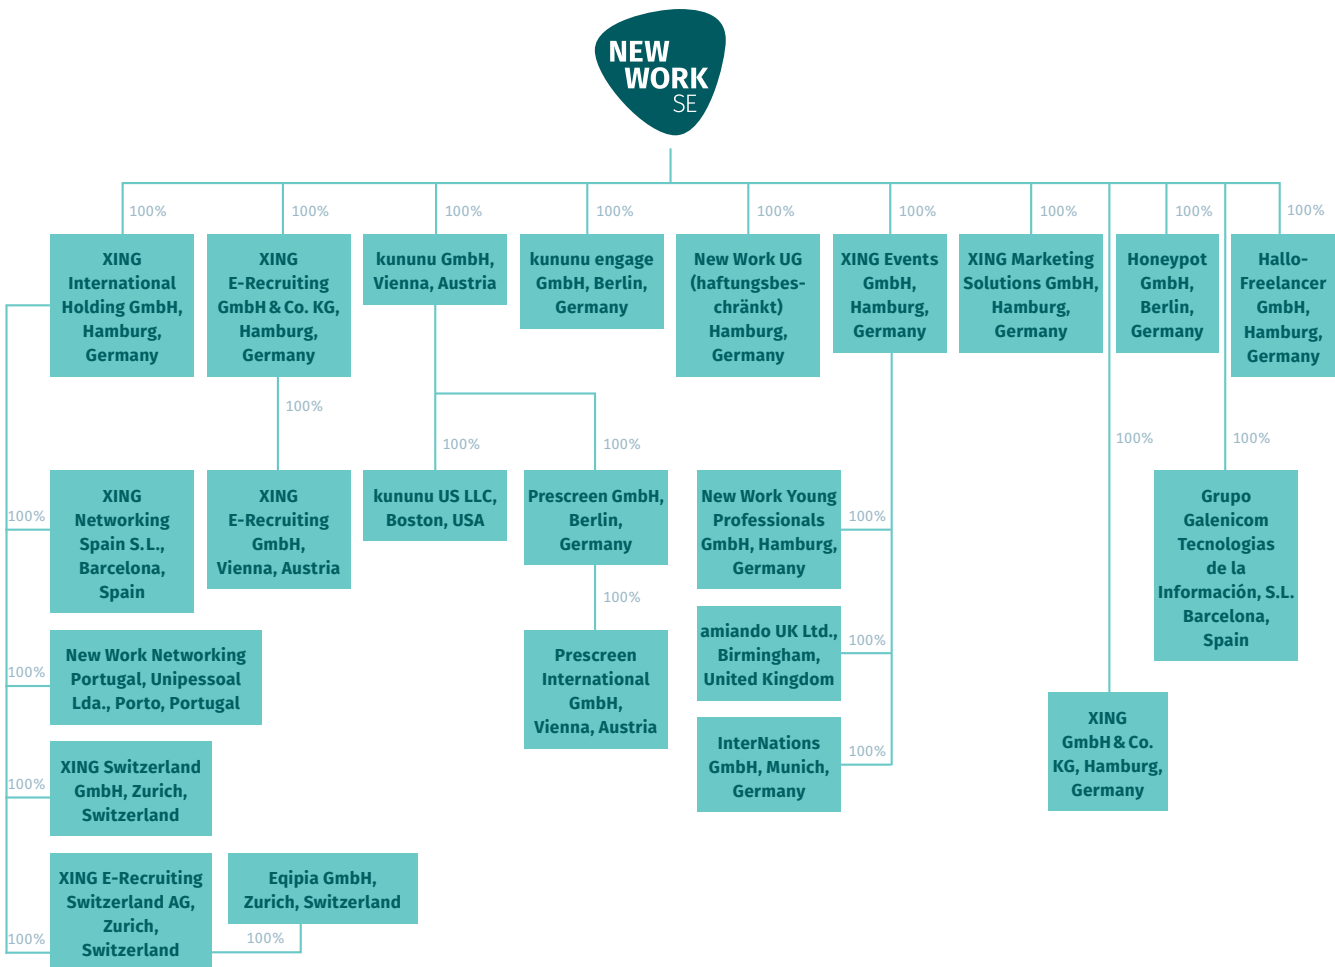 NEW
WORK
SE
100%
100%
100%
100%
100%
100%
100%
100%
100%
XING
International
Holding GmbH,
Hamburg,
Germany
XING
E-Recruiting
GmbH & Co. KG,
Hamburg,
Germany
kununu GmbH,
Vienna, Austria
kununu engage
GmbH, Berlin,
Germany
New Work UG
(haftungsbes-
chränkt)
Hamburg,
Germany
XING Events
GmbH,
Hamburg,
Germany
XING Marketing
Solutions GmbH,
Hamburg,
Germany
Honeypot
GmbH,
Berlin,
Germany
Hallo-
Freelancer
GmbH,
Hamburg,
Germany
100%
100%
100%
100%
100%
100%
XING
Networking
Spain S. L.,
Barcelona,
Spain
XING
E-Recruiting
GmbH,
Vienna, Austria
kununu US LLC,
Boston, USA
Prescreen GmbH,
Berlin,
Germany
New Work Young
Professionals
GmbH, Hamburg,
Germany
100%
Grupo
Galenicom
Tecnologias
de la
Información, S.L.
Barcelona,
Spain
100%
100%
New Work Networking
Portugal, Unipessoal
Lda., Porto, Portugal
Prescreen
International
GmbH,
Vienna, Austria
amiando UK Ltd.,
Birmingham,
United Kingdom
100%
XING
GmbH & Co.
KG, Hamburg,
Germany
100%
XING Switzerland
GmbH, Zurich,
Switzerland
InterNations
GmbH, Munich,
Germany
100%
100%
XING E-Recruiting
Switzerland AG,
Zurich,
Switzerland
Eqipia GmbH,
Zurich, Switzerland
100%